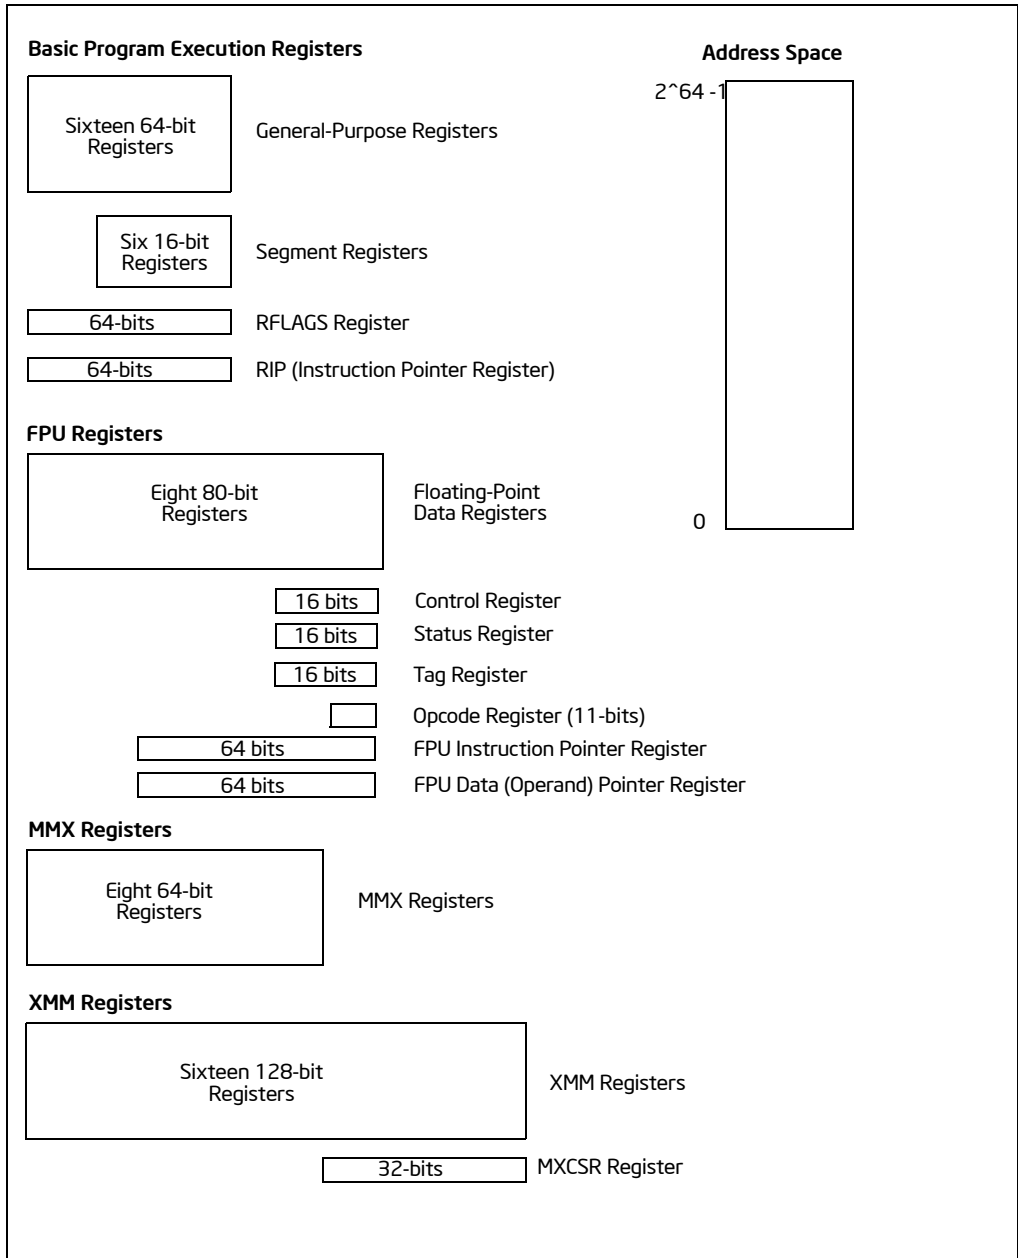 Basic Program Execution Registers
Address Space
2^64 -1
Sixteen 64-bit
Registers
General-Purpose Registers
Six 16-bit
Registers
Segment Registers
64-bits
RFLAGS Register
64-bits
RIP (Instruction Pointer Register)
FPU Registers
Eight 80-bit
Registers
Floating-Point
Data Registers
0
16 bits
Control Register
16 bits
Status Register
16 bits
Tag Register
Opcode Register (11-bits)
64 bits
FPU Instruction Pointer Register
64 bits
FPU Data (Operand) Pointer Register
MMX Registers
Eight 64-bit
Registers
MMX Registers
XMM Registers
Sixteen 128-bit
Registers
XMM Registers
32-bits
MXCSR Register